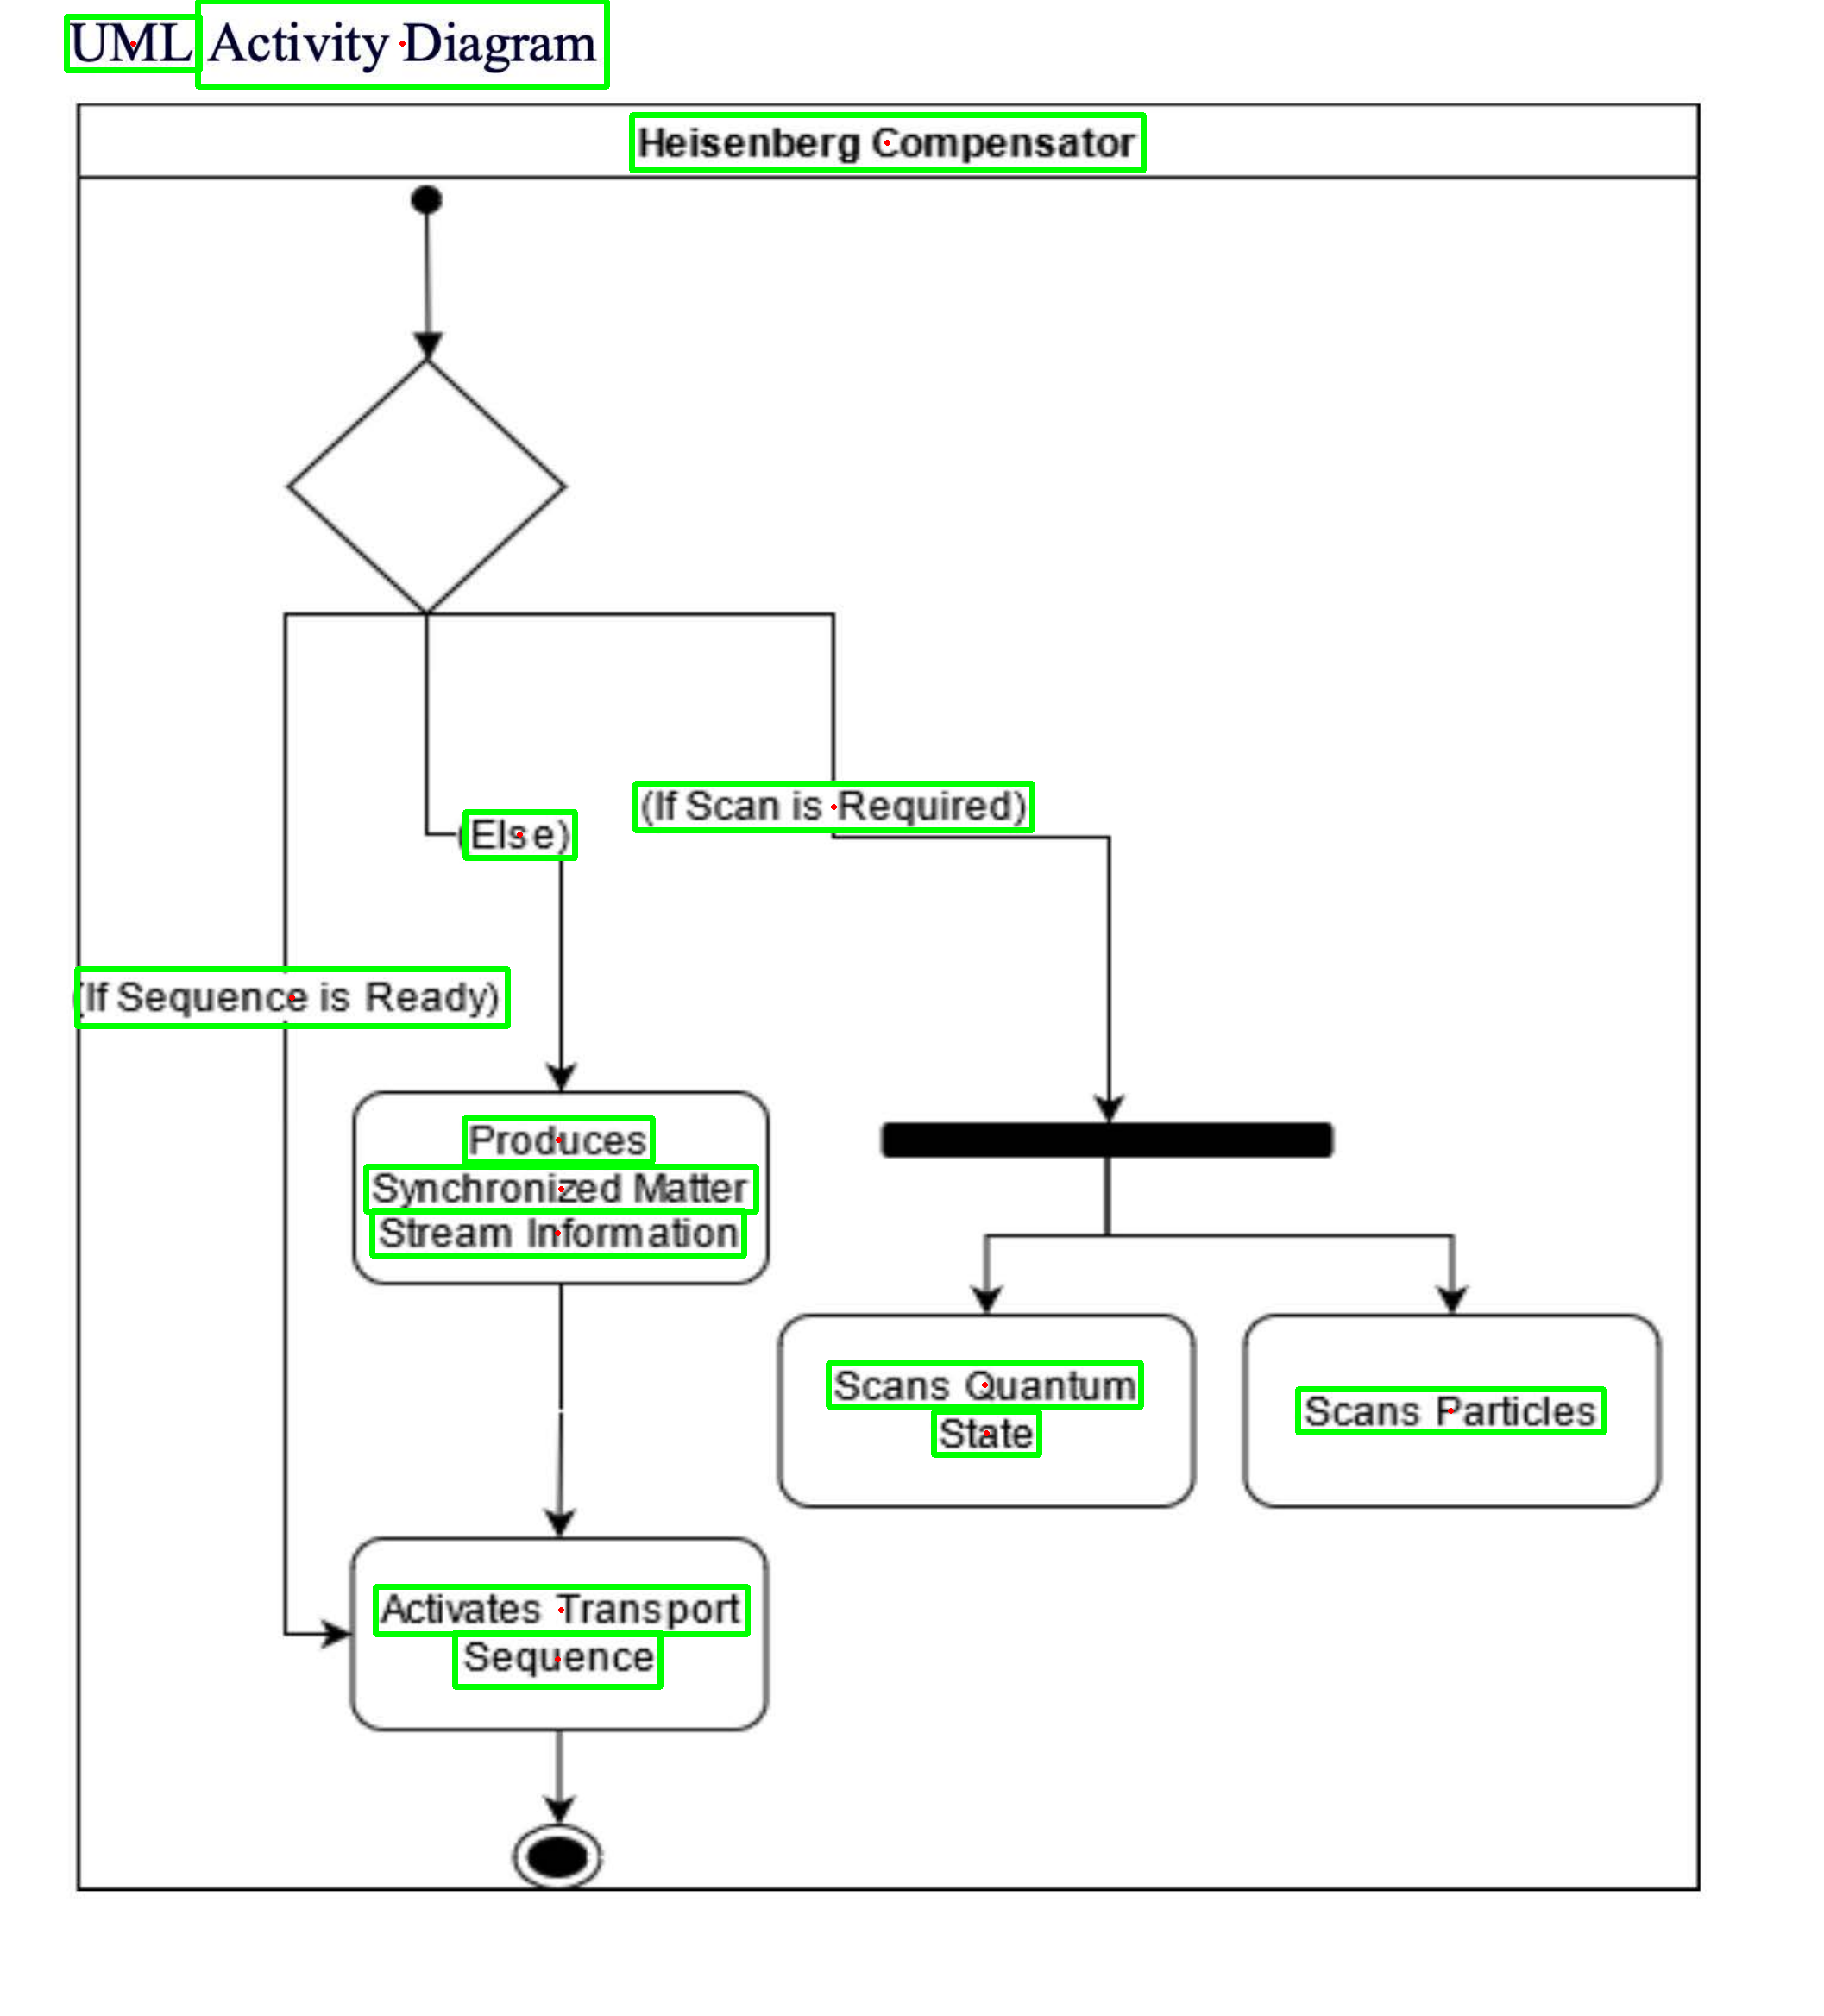 UML Activity Diagram
Heisenberg Compensator
(If Scan is Required)
(Else)
(If Sequence is Ready)
Produces
Synchronized Matter
Stream Information
Scans Quantum
State
Scans Particles
Activates Transport
Sequence